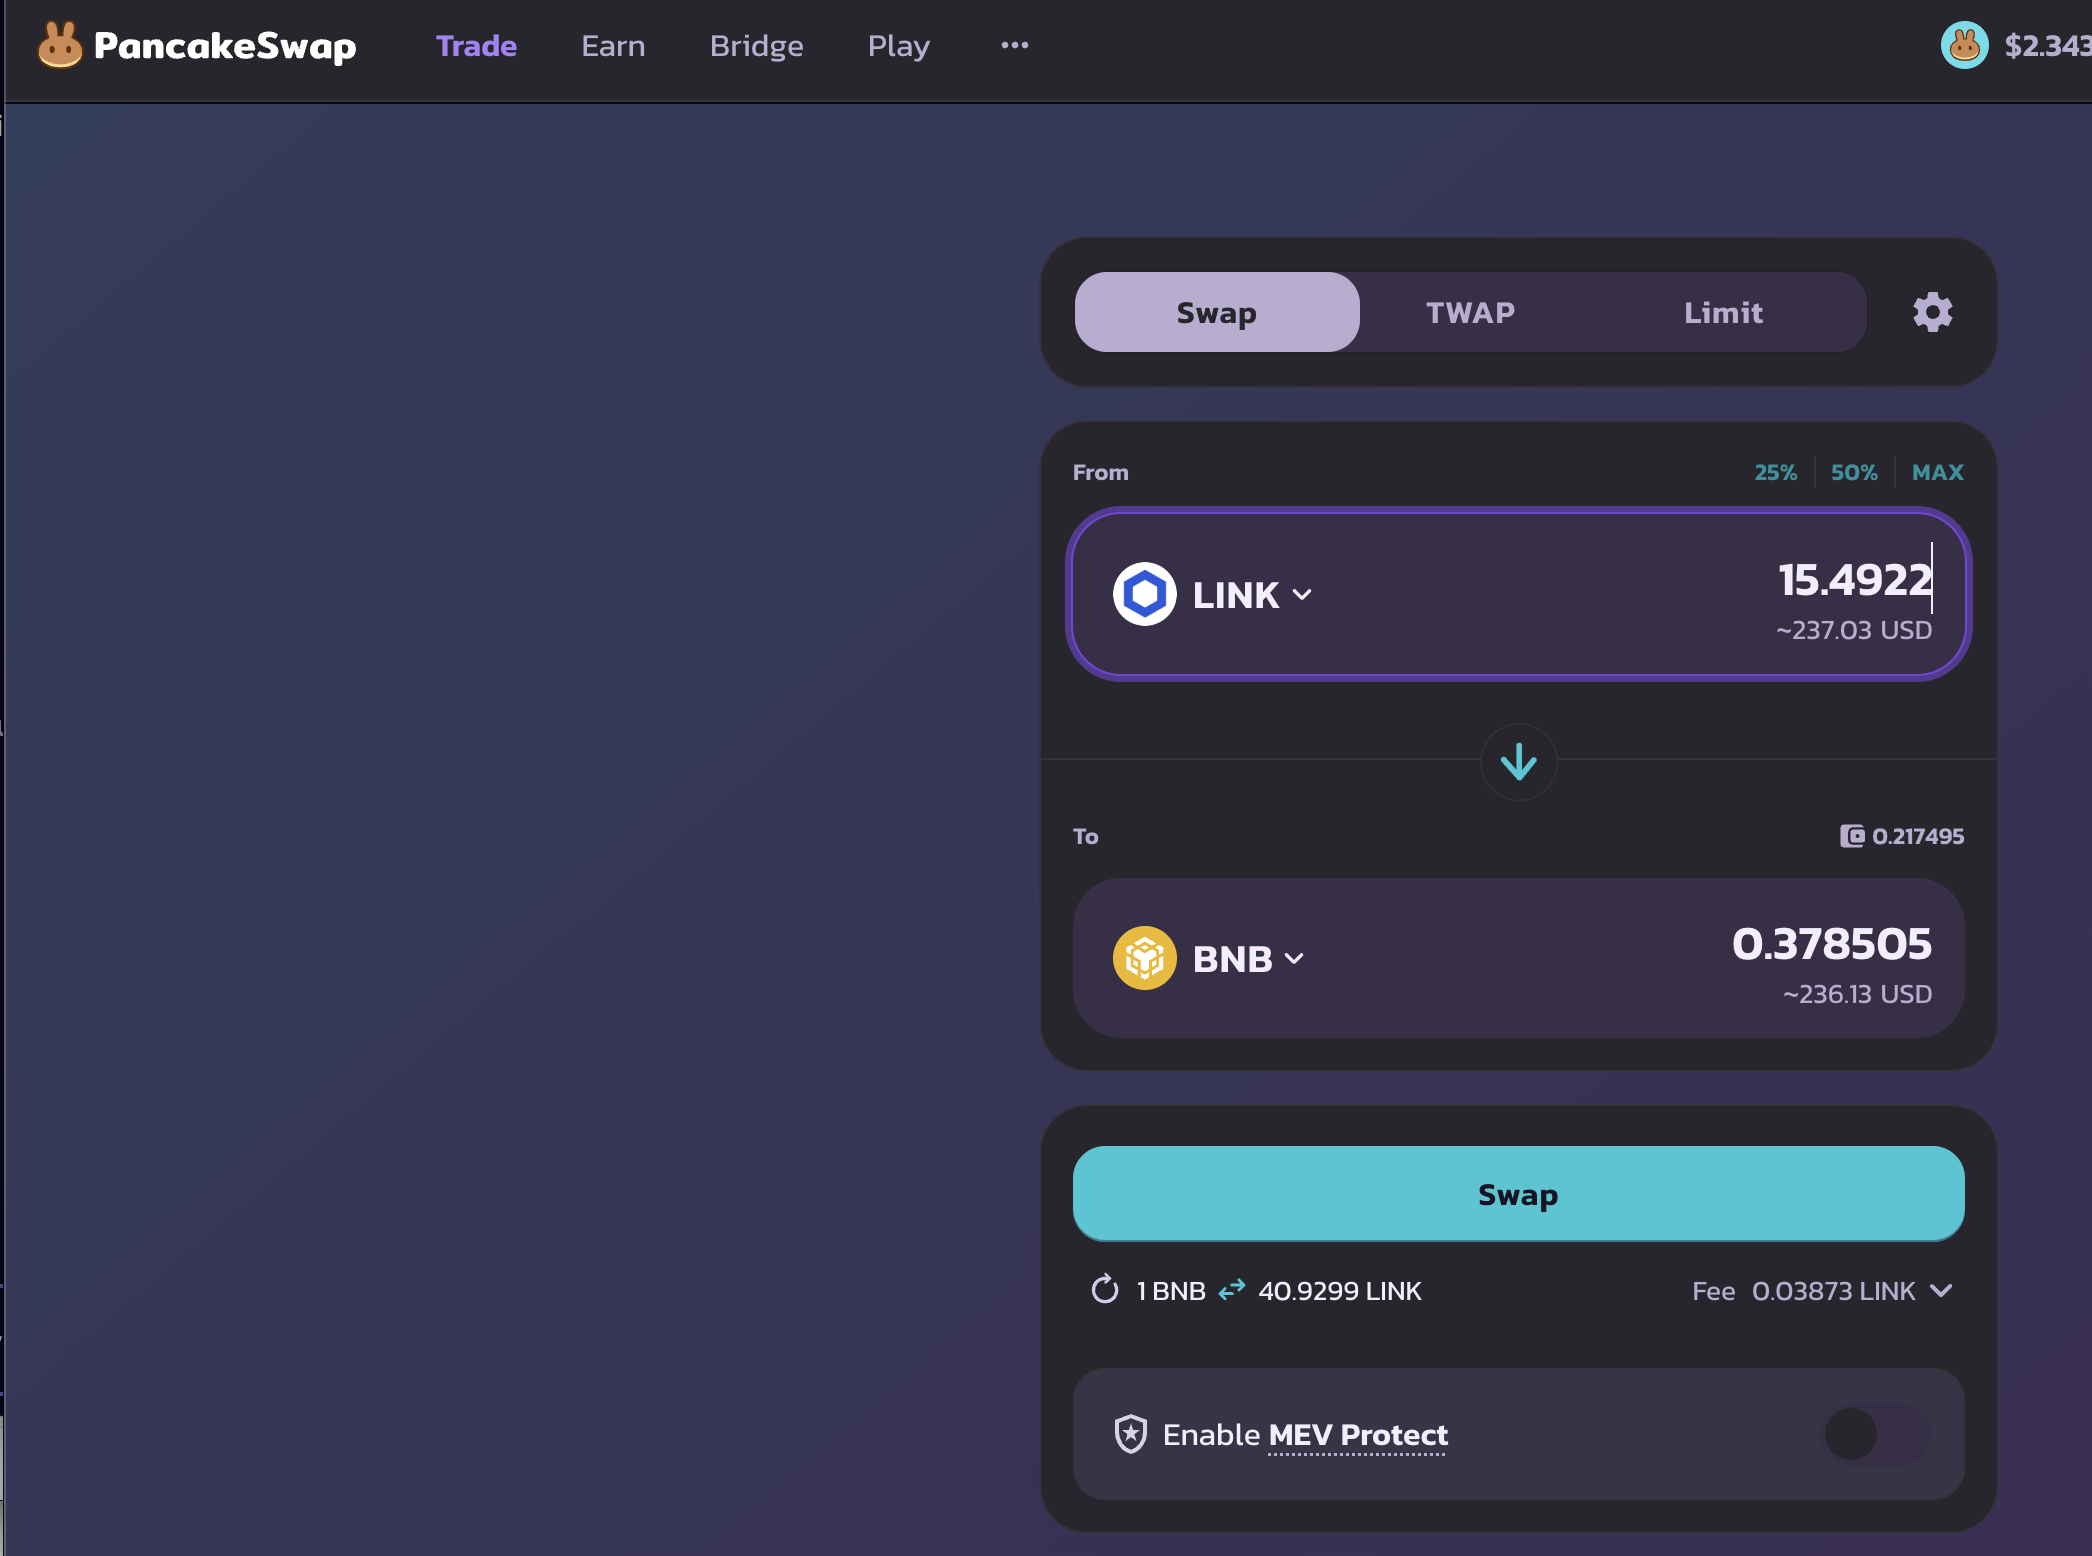 PancakeSwap Trade Earn Bridge Play ··· $2.343
Swap TWAP Limit
From 25% 50% MAX
LINK 15.4922
~237.03 USD
To 0.217495
BNB 0.378505
~236.13 USD
Swap
1 BNB ⇄ 40.9299 LINK Fee 0.03873 LINK
Enable MEV Protect